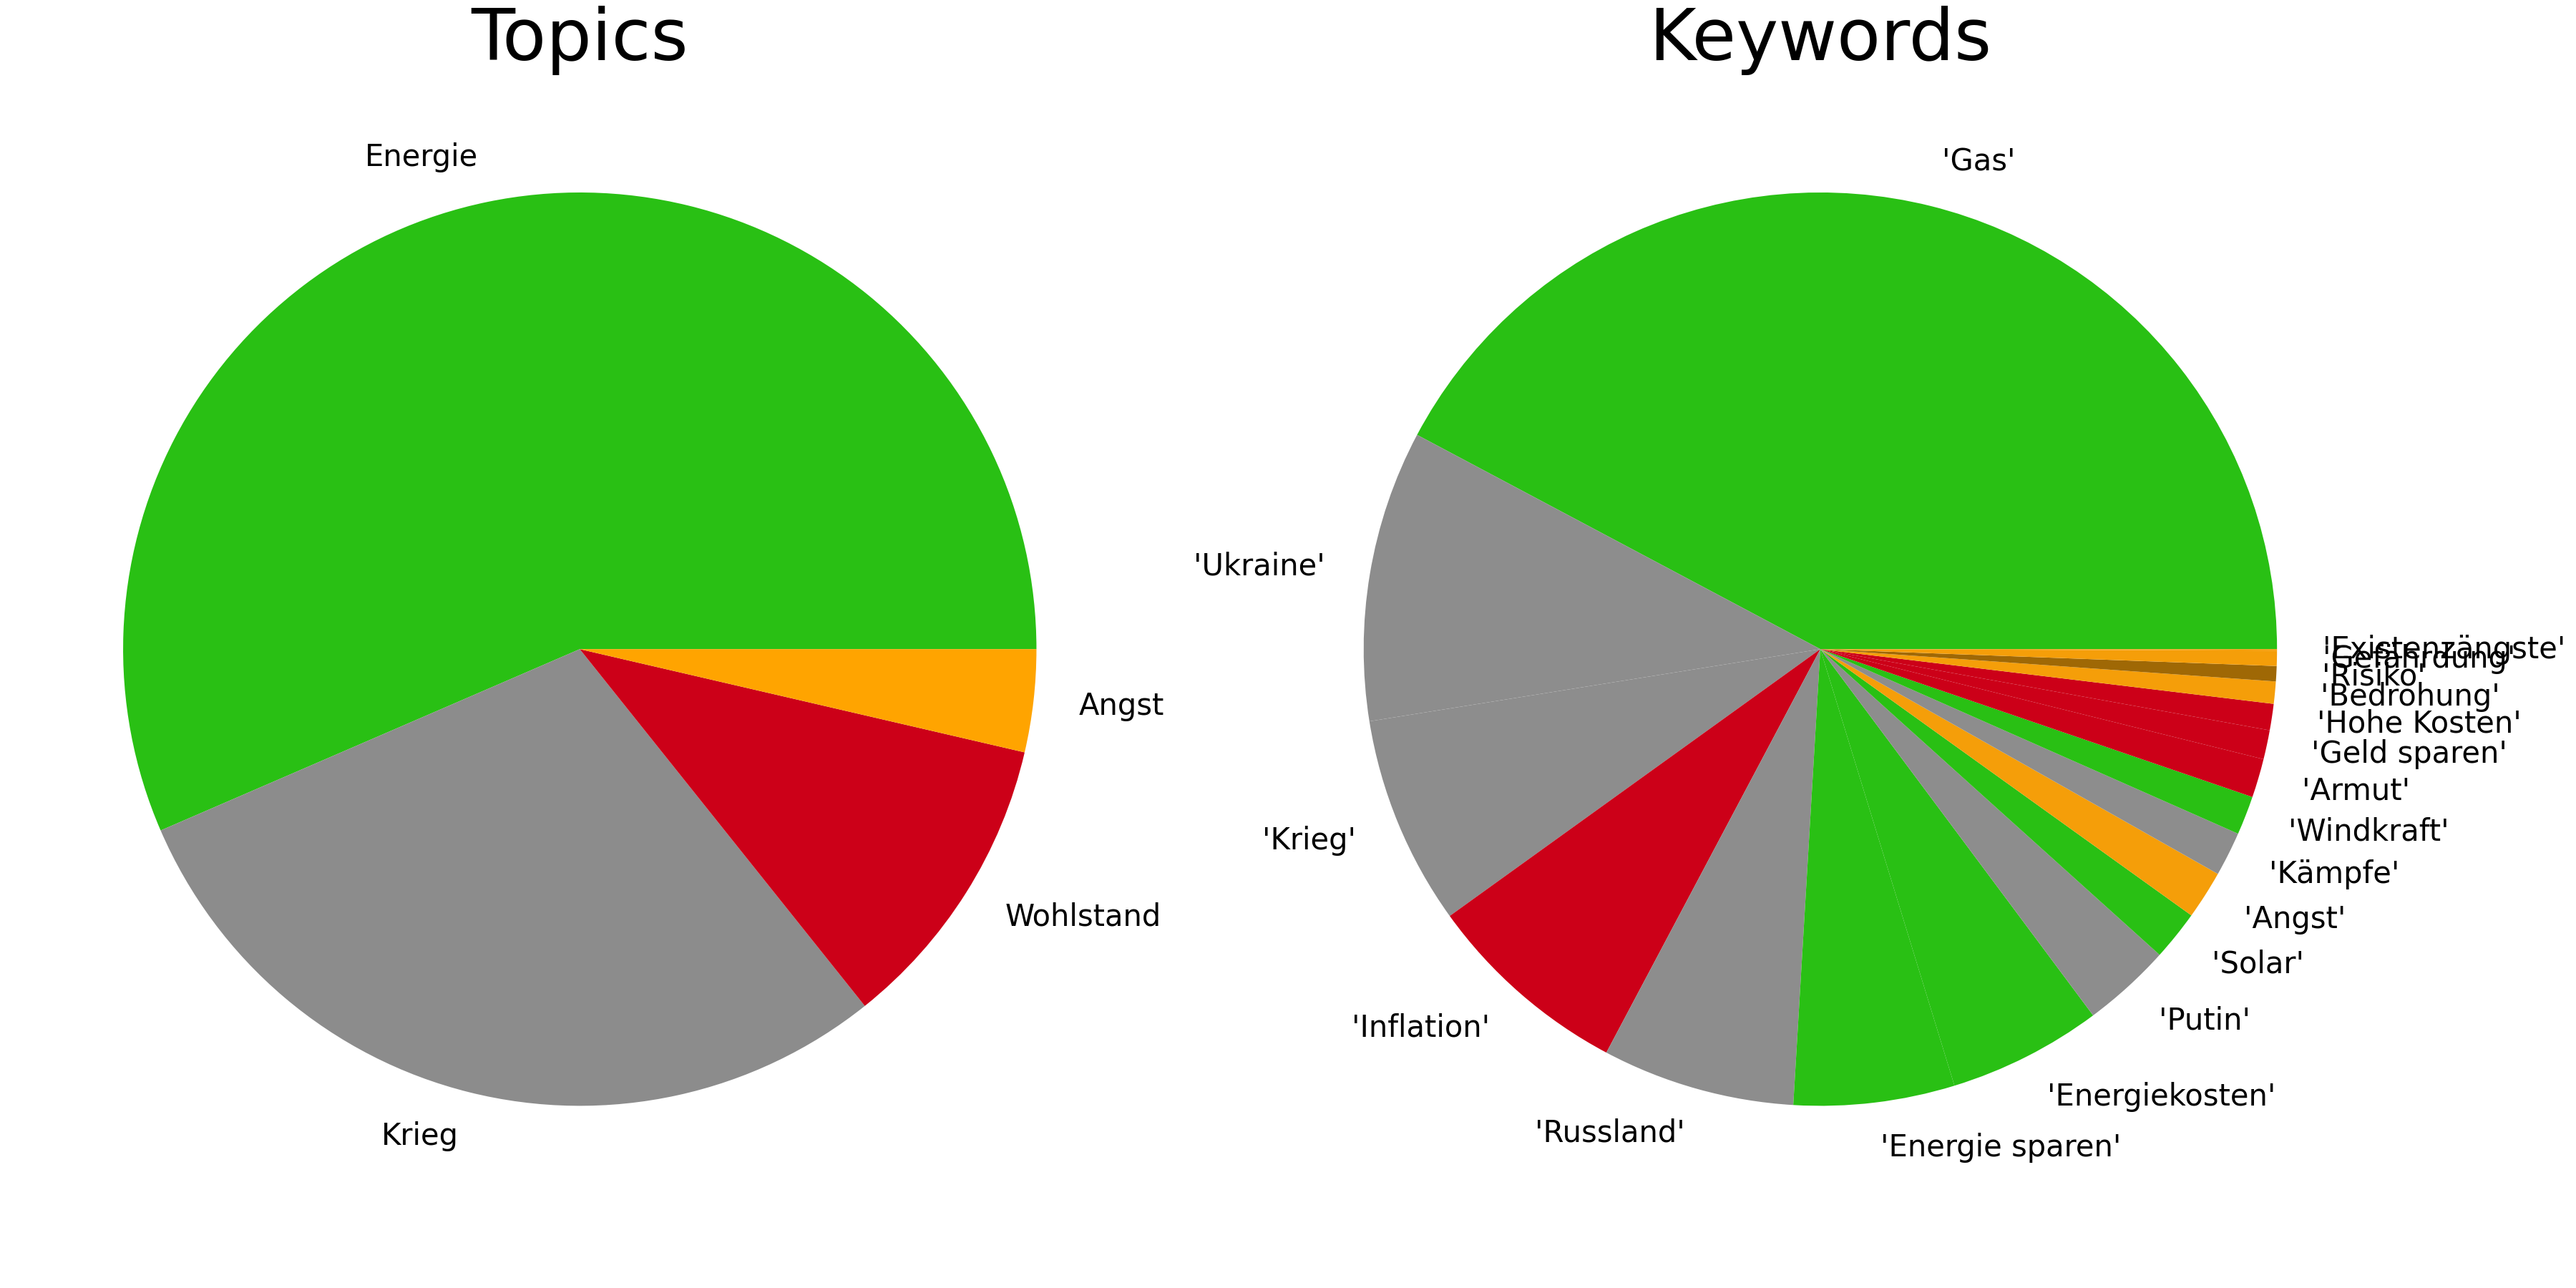 Topics
Energie
Krieg
Wohlstand
Angst
Keywords
'Gas'
'Ukraine'
'Krieg'
'Inflation'
'Russland'
'Energie sparen'
'Energiekosten'
'Putin'
'Solar'
'Angst'
'Kämpfe'
'Windkraft'
'Armut'
'Geld sparen'
'Hohe Kosten'
'Bedrohung'
'Risiko'
'Gefährdung'
'Existenzängste'